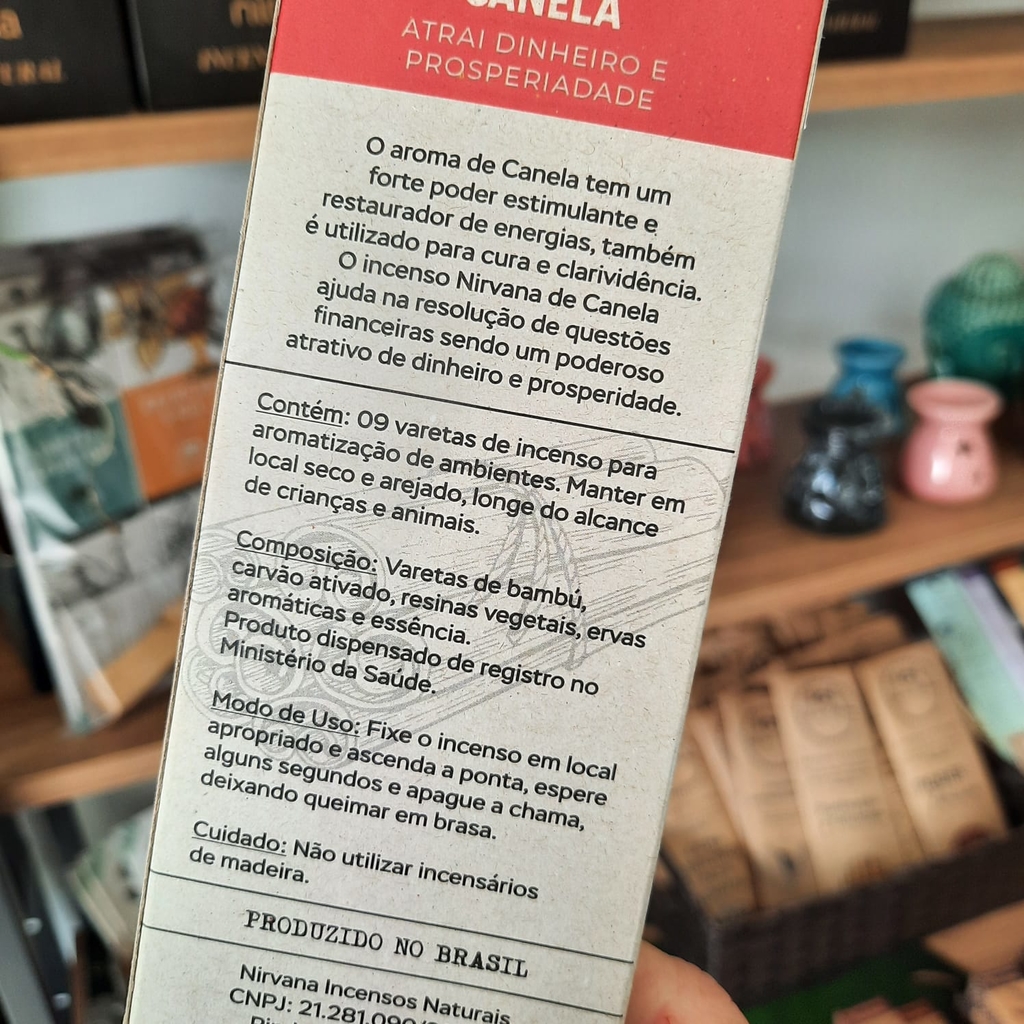 CANELA
ATRAI DINHEIRO E
PROSPERIADADE
O aroma de Canela tem um
forte poder estimulante e
restaurador de energias, também
é utilizado para cura e clarividência.
O incenso Nirvana de Canela
ajuda na resolução de questões
financeiras sendo um poderoso
atrativo de dinheiro e prosperidade.
Contém: 09 varetas de incenso para
aromatização de ambientes. Manter em
local seco e arejado, longe do alcance
de crianças e animais.
Composição: Varetas de bambú,
carvão ativado, resinas vegetais, ervas
aromáticas e essência.
Produto dispensado de registro no
Ministério da Saúde.
Modo de Uso: Fixe o incenso em local
apropriado e ascenda a ponta, espere
alguns segundos e apague a chama,
deixando queimar em brasa.
Cuidado: Não utilizar incensários
de madeira.
PRODUZIDO NO BRASIL
Nirvana Incensos Naturais
CNPJ: 21.281.090/